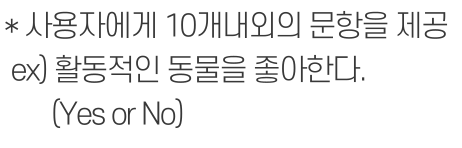 * 사용자에게 10개내외의 문항을 제공
ex) 활동적인 동물을 좋아한다.
(Yes or No)